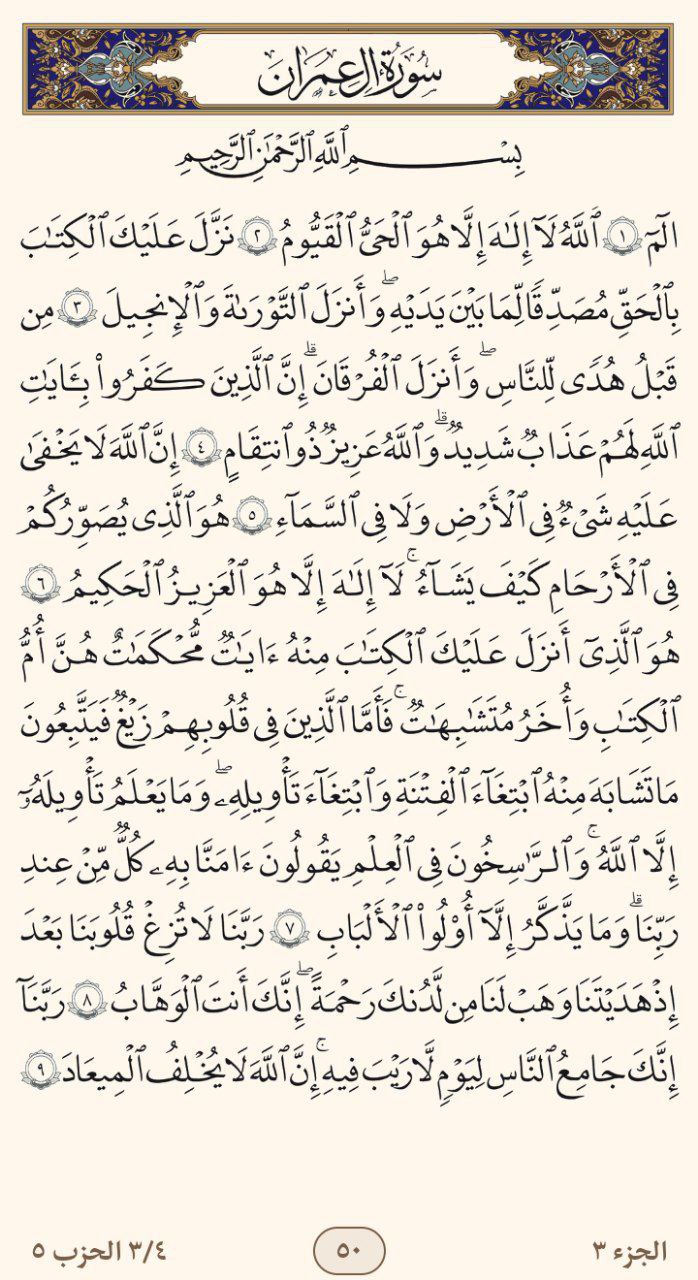 سُورَةُ آلِ عِمۡرَانَ
بِسۡمِ ٱللَّهِ ٱلرَّحۡمَٰنِ ٱلرَّحِيمِ
الٓمٓ ١ ٱللَّهُ لَآ إِلَٰهَ إِلَّا هُوَ ٱلۡحَيُّ ٱلۡقَيُّومُ ٢ نَزَّلَ عَلَيۡكَ ٱلۡكِتَٰبَ
بِٱلۡحَقِّ مُصَدِّقٗا لِّمَا بَيۡنَ يَدَيۡهِۖ وَأَنزَلَ ٱلتَّوۡرَىٰةَ وَٱلۡإِنجِيلَ ٣ مِن
قَبۡلُ هُدٗى لِّلنَّاسِۖ وَأَنزَلَ ٱلۡفُرۡقَانَۗ إِنَّ ٱلَّذِينَ كَفَرُواْ بِـَٔايَٰتِ
ٱللَّهِ لَهُمۡ عَذَابٞ شَدِيدٞۗ وَٱللَّهُ عَزِيزٞ ذُو ٱنتِقَامٍ ٤ إِنَّ ٱللَّهَ لَا يَخۡفَىٰ
عَلَيۡهِ شَيۡءٞ فِي ٱلۡأَرۡضِ وَلَا فِي ٱلسَّمَآءِ ٥ هُوَ ٱلَّذِي يُصَوِّرُكُمۡ
فِي ٱلۡأَرۡحَامِ كَيۡفَ يَشَآءُۚ لَآ إِلَٰهَ إِلَّا هُوَ ٱلۡعَزِيزُ ٱلۡحَكِيمُ ٦
هُوَ ٱلَّذِيٓ أَنزَلَ عَلَيۡكَ ٱلۡكِتَٰبَ مِنۡهُ ءَايَٰتٞ مُّحۡكَمَٰتٌ هُنَّ أُمُّ
ٱلۡكِتَٰبِ وَأُخَرُ مُتَشَٰبِهَٰتٞۖ فَأَمَّا ٱلَّذِينَ فِي قُلُوبِهِمۡ زَيۡغٞ فَيَتَّبِعُونَ
مَا تَشَٰبَهَ مِنۡهُ ٱبۡتِغَآءَ ٱلۡفِتۡنَةِ وَٱبۡتِغَآءَ تَأۡوِيلِهِۦۖ وَمَا يَعۡلَمُ تَأۡوِيلَهُۥٓ
إِلَّا ٱللَّهُۗ وَٱلرَّٰسِخُونَ فِي ٱلۡعِلۡمِ يَقُولُونَ ءَامَنَّا بِهِۦ كُلّٞ مِّنۡ عِندِ
رَبِّنَاۗ وَمَا يَذَّكَّرُ إِلَّآ أُوْلُواْ ٱلۡأَلۡبَٰبِ ٧ رَبَّنَا لَا تُزِغۡ قُلُوبَنَا بَعۡدَ
إِذۡ هَدَيۡتَنَا وَهَبۡ لَنَا مِن لَّدُنكَ رَحۡمَةًۖ إِنَّكَ أَنتَ ٱلۡوَهَّابُ ٨ رَبَّنَآ
إِنَّكَ جَامِعُ ٱلنَّاسِ لِيَوۡمٖ لَّا رَيۡبَ فِيهِۚ إِنَّ ٱللَّهَ لَا يُخۡلِفُ ٱلۡمِيعَادَ ٩
الجزء ٣ ٥٠ ٣/٤ الحزب ٥